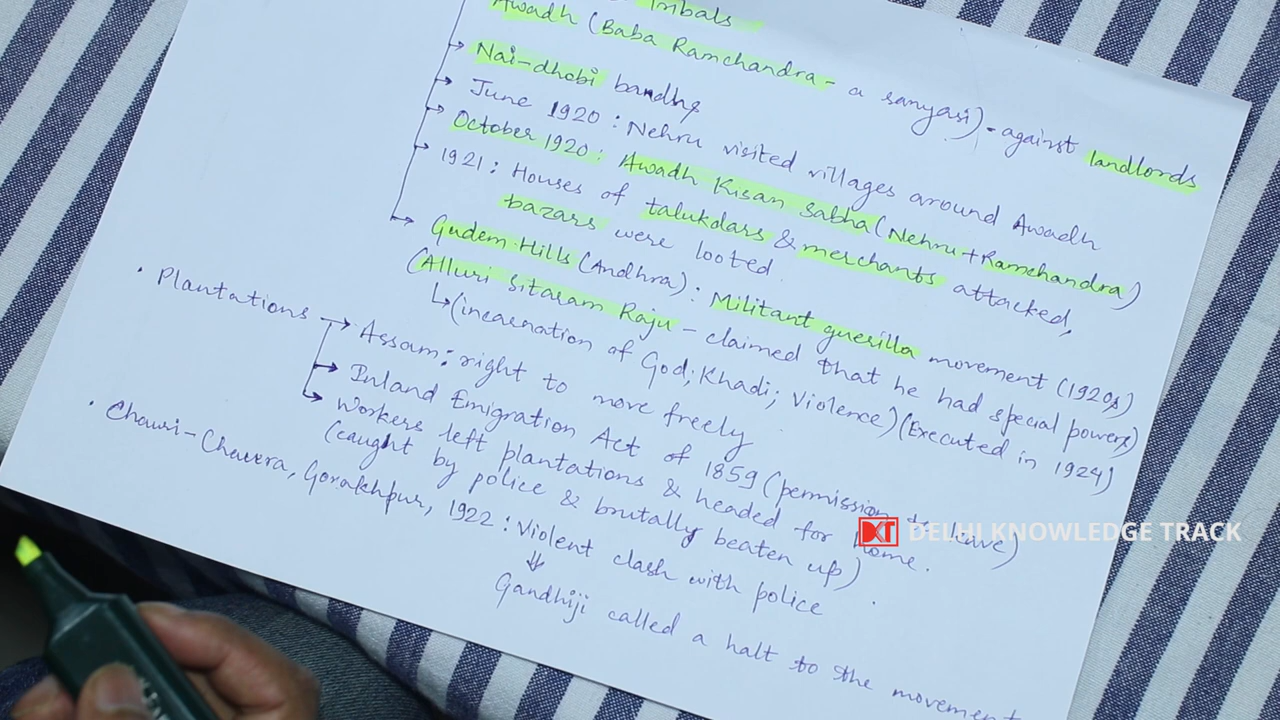 Tribals
Awadh (Baba Ramchandra - a sanyasi) - against landlords
Nai-dhobi bandhs
June 1920 : Nehru visited villages around Awadh
October 1920 : Awadh Kisan Sabha (Nehru + Ramchandra)
1921 : Houses of talukdars & merchants attacked,
bazars were looted
Gudem Hills (Andhra) : Militant guerilla movement (1920s)
(Alluri Sitaram Raju - claimed that he had special powers)
(incarnation of God; Khadi; Violence) (Executed in 1924)
• Plantations
Assam : right to move freely
Inland Emigration Act of 1859 (permission to leave)
Workers left plantations & headed for home.
(caught by police & brutally beaten up)
• Chauri-Chaura, Gorakhpur, 1922 : Violent clash with police
Gandhiji called a halt to the movement
DELHI KNOWLEDGE TRACK